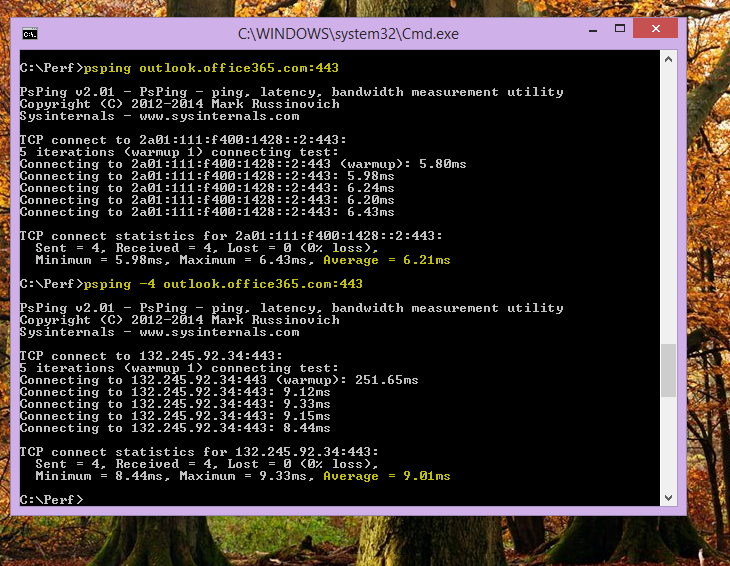 C:\WINDOWS\system32\Cmd.exe
C:\Perf>psping outlook.office365.com:443
PsPing v2.01 - PsPing - ping, latency, bandwidth measurement utility
Copyright (C) 2012-2014 Mark Russinovich
Sysinternals - www.sysinternals.com
TCP connect to 2a01:111:f400:1428::2:443:
5 iterations (warmup 1) connecting test:
Connecting to 2a01:111:f400:1428::2:443 (warmup): 5.80ms
Connecting to 2a01:111:f400:1428::2:443: 5.98ms
Connecting to 2a01:111:f400:1428::2:443: 6.24ms
Connecting to 2a01:111:f400:1428::2:443: 6.20ms
Connecting to 2a01:111:f400:1428::2:443: 6.43ms
TCP connect statistics for 2a01:111:f400:1428::2:443:
Sent = 4, Received = 4, Lost = 0 (0% loss),
Minimum = 5.98ms, Maximum = 6.43ms, Average = 6.21ms
C:\Perf>psping -4 outlook.office365.com:443
PsPing v2.01 - PsPing - ping, latency, bandwidth measurement utility
Copyright (C) 2012-2014 Mark Russinovich
Sysinternals - www.sysinternals.com
TCP connect to 132.245.92.34:443:
5 iterations (warmup 1) connecting test:
Connecting to 132.245.92.34:443 (warmup): 251.65ms
Connecting to 132.245.92.34:443: 9.12ms
Connecting to 132.245.92.34:443: 9.33ms
Connecting to 132.245.92.34:443: 9.15ms
Connecting to 132.245.92.34:443: 8.44ms
TCP connect statistics for 132.245.92.34:443:
Sent = 4, Received = 4, Lost = 0 (0% loss),
Minimum = 8.44ms, Maximum = 9.33ms, Average = 9.01ms
C:\Perf>